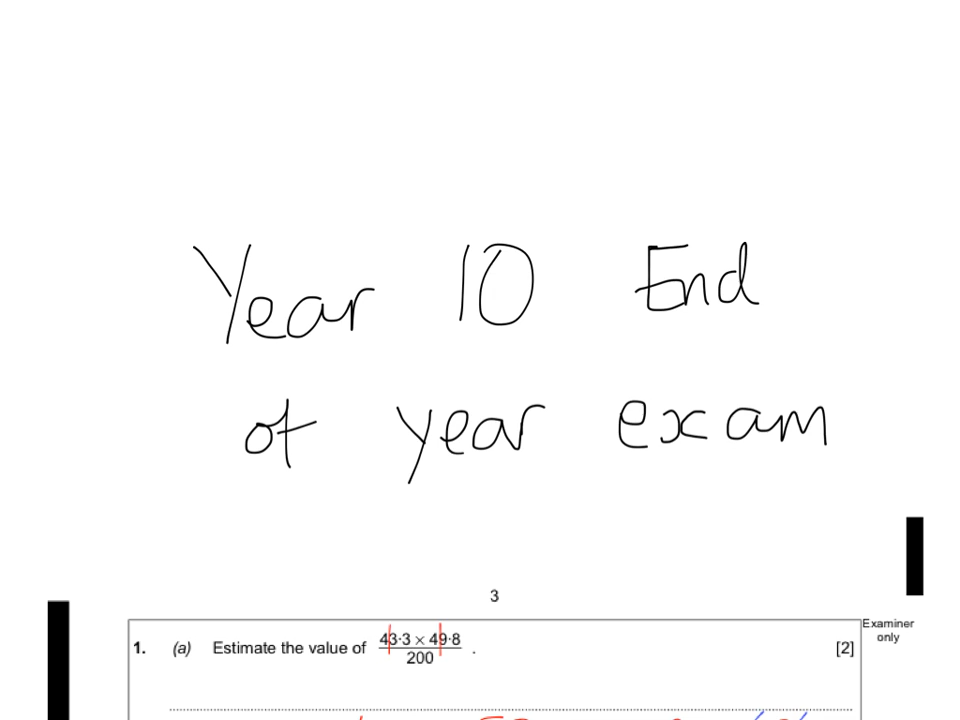 Year 10 End
of year exam
3
Examiner
only
1. (a) Estimate the value of 43·3 × 49·8 / 200 . [2]